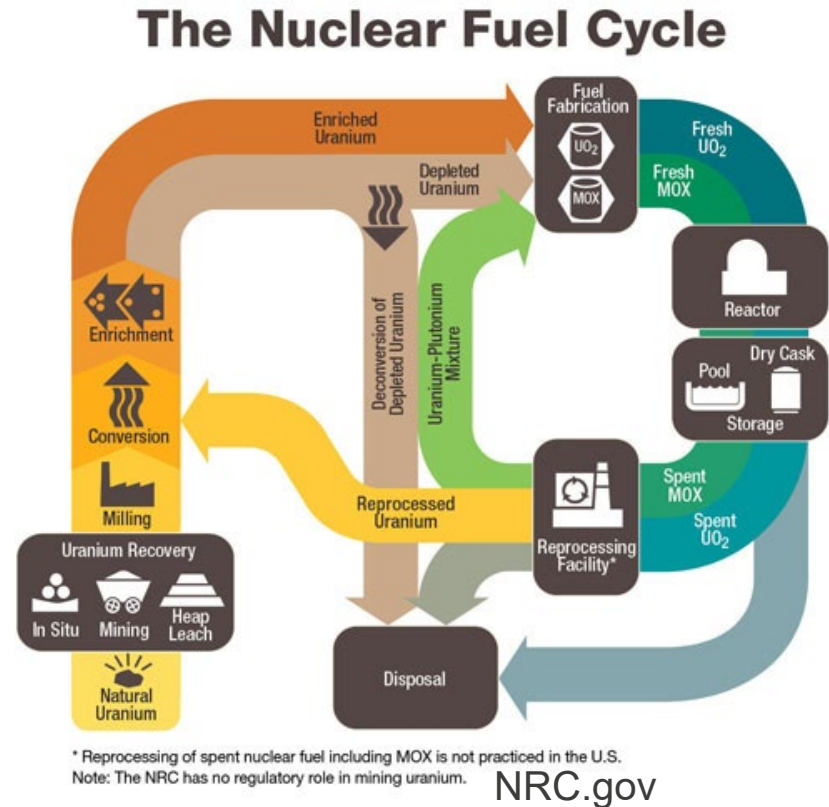 The Nuclear Fuel Cycle
Enriched
Uranium
Depleted
Uranium
Fuel
Fabrication
UO₂
MOX
Fresh
UO₂
Fresh
MOX
Reactor
Dry Cask
Pool
Storage
Enrichment
Conversion
Milling
Uranium Recovery
In Situ
Mining
Heap
Leach
Natural
Uranium
Deconversion of
Depleted Uranium
Uranium-Plutonium
Mixture
Reprocessed
Uranium
Reprocessing
Facility*
Spent
MOX
Spent
UO₂
Disposal
* Reprocessing of spent nuclear fuel including MOX is not practiced in the U.S.
Note: The NRC has no regulatory role in mining uranium.
NRC.gov